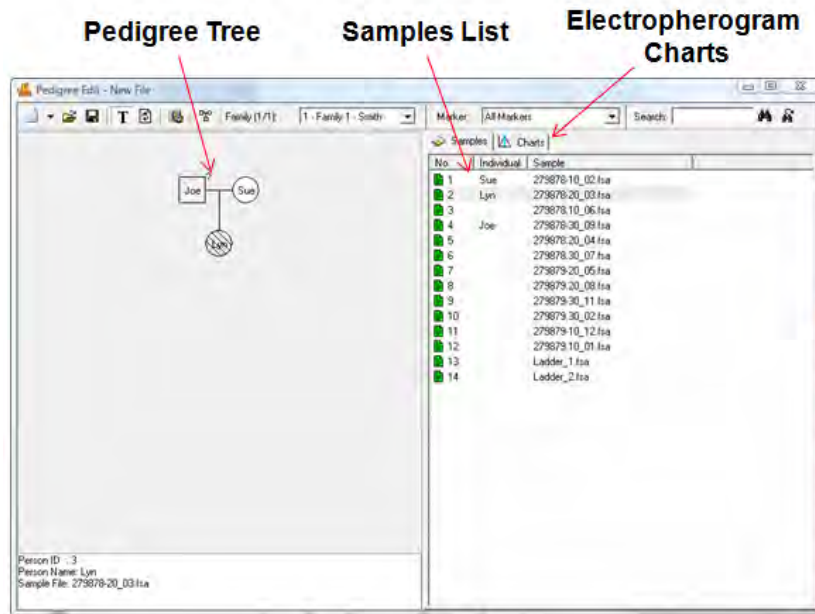 Pedigree Tree
Samples List
Electropherogram
Charts
Pedigree Edit - New File
T
Family (1/1):
1 - Family 1 - Smith
Marker:
All Markers
Search:
Samples
Charts
No. Individual Sample
1 Sue 279878-10_02.fsa
2 Lyn 279878-20_03.fsa
3 279878.10_06.fsa
4 Joe 279878-30_09.fsa
5 279878.20_04.fsa
6 279878.30_07.fsa
7 279879-20_05.fsa
8 279879.20_08.fsa
9 279879-30_11.fsa
10 279879.30_02.fsa
11 279879-10_12.fsa
12 279879.10_01.fsa
13 Ladder_1.fsa
14 Ladder_2.fsa
?
Joe
Sue
Lyn
Person ID : 3
Person Name: Lyn
Sample File: 279878-20_03.fsa